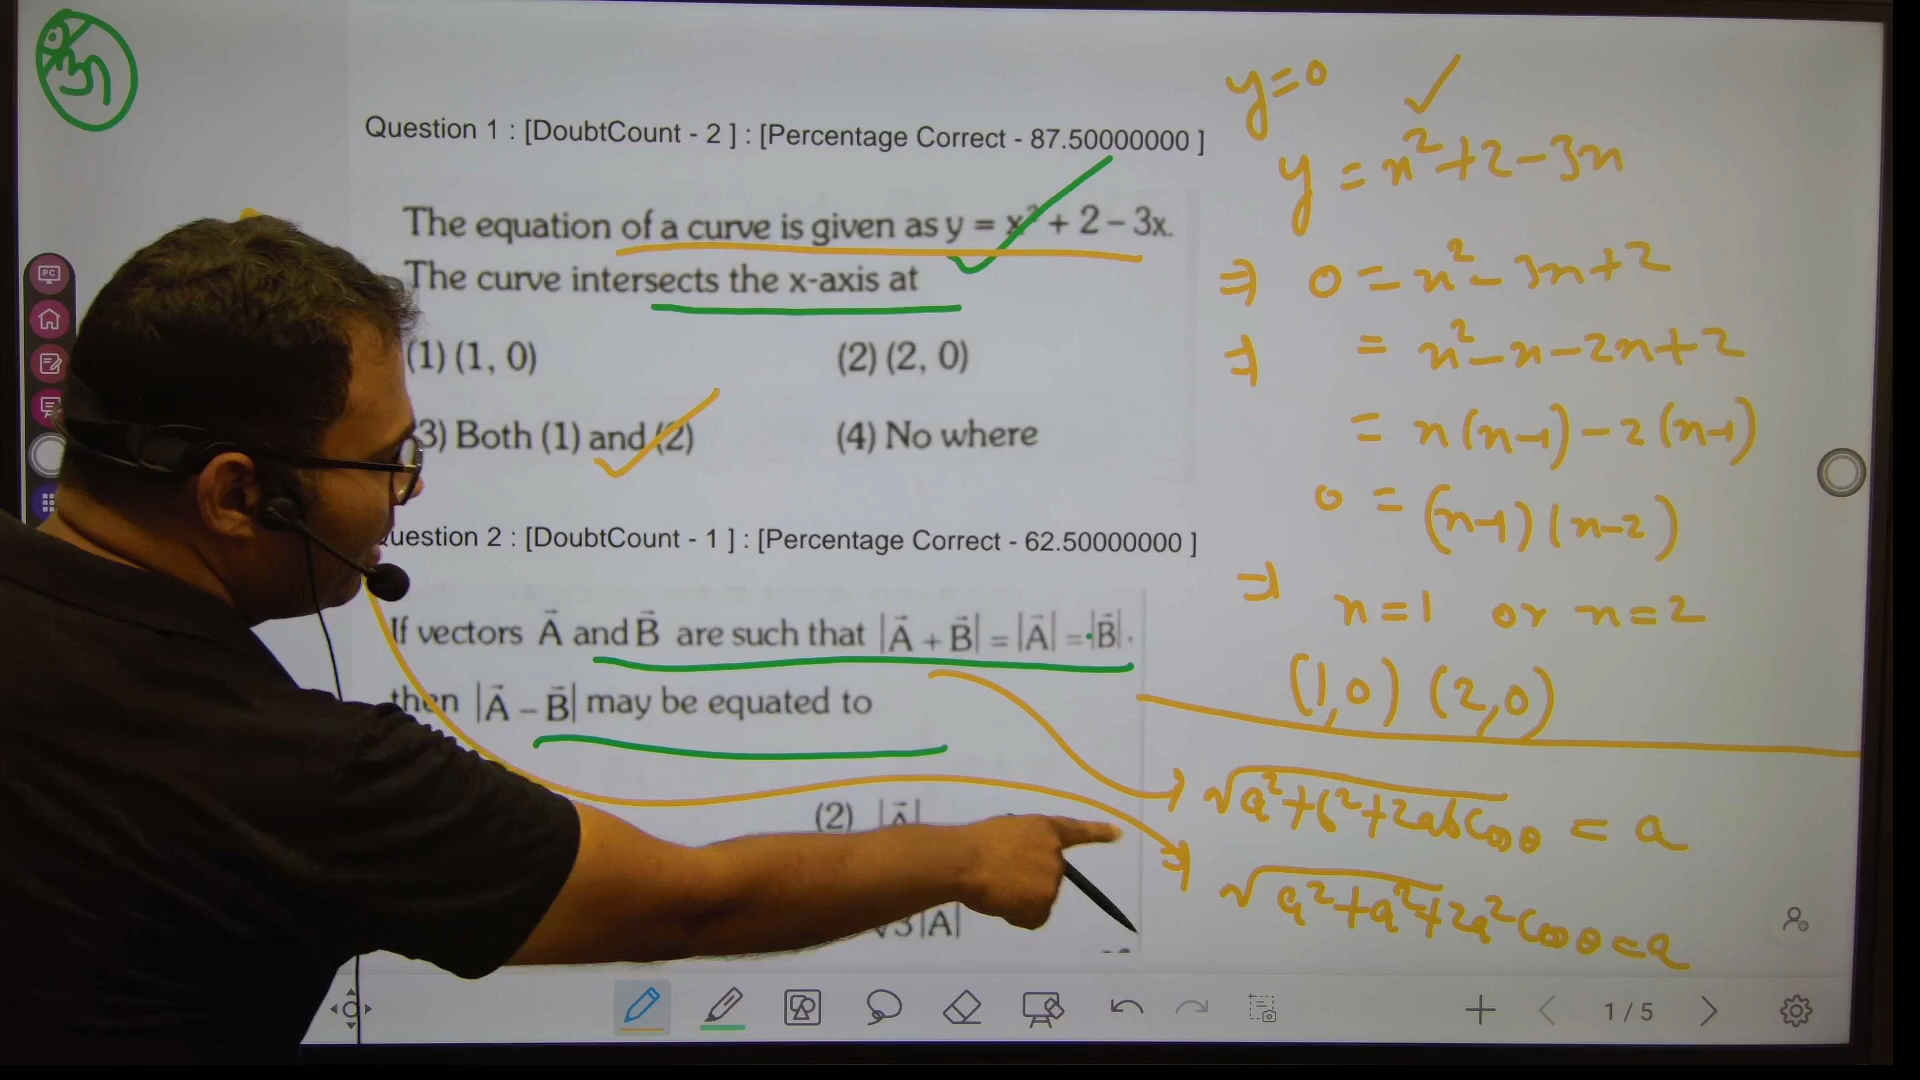 Question 1 : [DoubtCount - 2 ] : [Percentage Correct - 87.50000000 ]
The equation of a curve is given as y = x² + 2 – 3x.
The curve intersects the x-axis at
(1) (1, 0)
(2) (2, 0)
3) Both (1) and (2)
(4) No where
uestion 2 : [DoubtCount - 1 ] : [Percentage Correct - 62.50000000 ]
If vectors A⃗ and B⃗ are such that |A⃗ + B⃗| = |A⃗| = |B⃗|.
then |A⃗ – B⃗| may be equated to
(2) |A⃗|
√3|A|
y=0
y = x²+2-3x
⇒ 0 = x²-3x+2
⇒ = x²-x-2x+2
= x(x-1)-2(x-1)
0 = (x-1)(x-2)
⇒ x=1 or x=2
(1,0) (2,0)
√a²+b²+2abcosθ = a
√a²+a²+2a²cosθ=a
PC
1 / 5